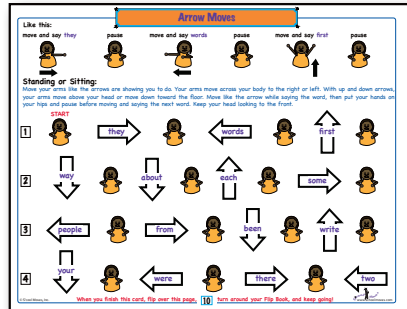 Arrow Moves
Like this:
move and say they pause move and say words pause move and say first pause
Standing or Sitting:
Move your arms like the arrows are showing you to do. Your arms move across your body to the right or left. With up and down arrows,
your arms move above your head or move down toward the floor. Move like the arrow while saying the word, then put your hands on
your hips and pause before moving and saying the next word. Keep your head looking to the front.
START
1 they words first
2 way about each some
3 people from been write
4 your were there two
When you finish this card, flip over this page, 10 turn around your Flip Book, and keep going!